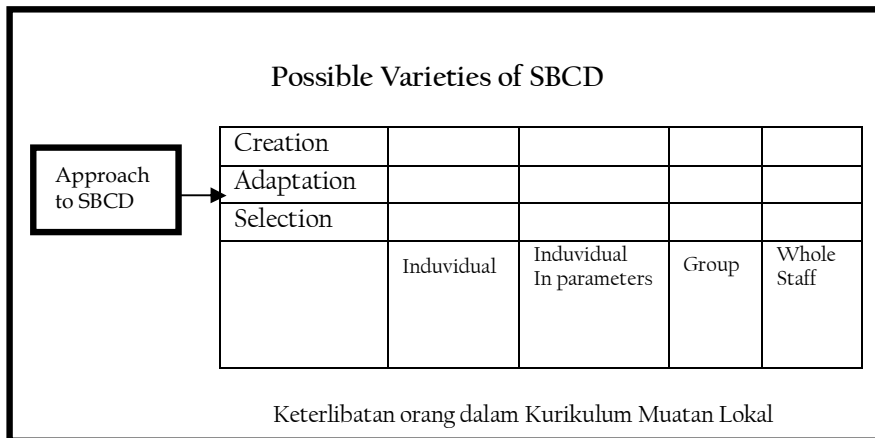 Possible Varieties of SBCD
Approach
to SBCD
Creation
Adaptation
Selection
Induvidual
Induvidual
In parameters
Group
Whole
Staff
Keterlibatan orang dalam Kurikulum Muatan Lokal